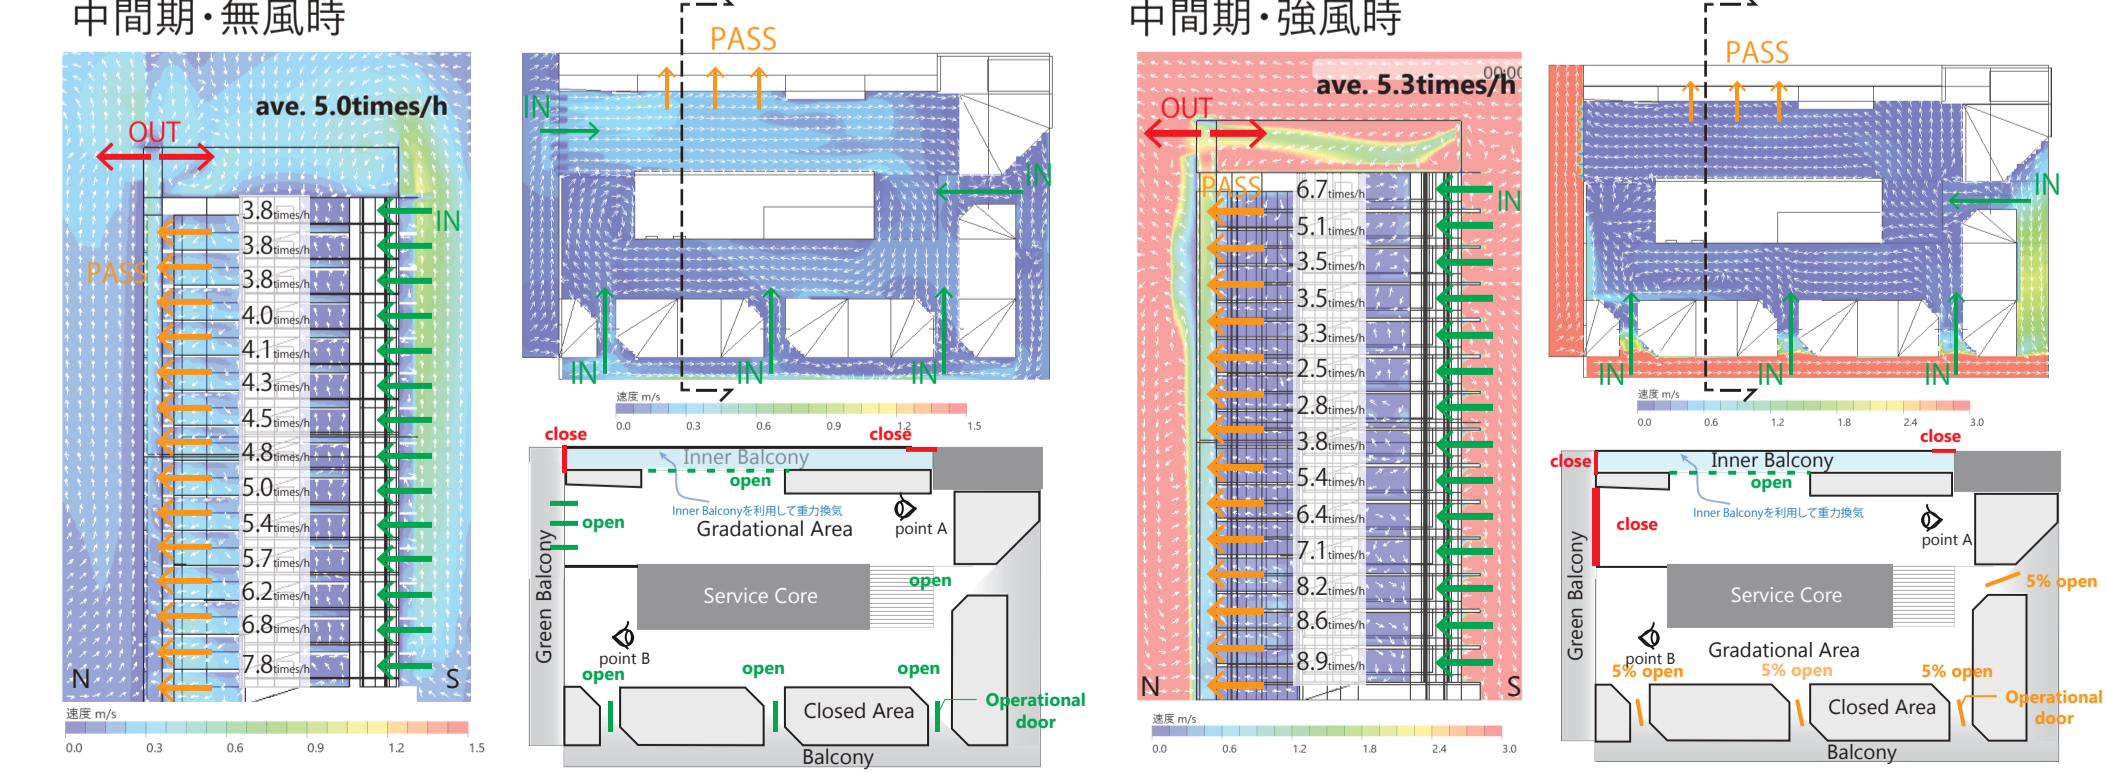 中間期・無風時
ave. 5.0times/h
OUT
IN
PASS
3.8times/h
3.8times/h
3.8times/h
4.0times/h
4.1times/h
4.3times/h
4.5times/h
4.8times/h
5.0times/h
5.4times/h
5.7times/h
6.2times/h
6.8times/h
7.8times/h
N
S
速度 m/s
0.0 0.3 0.6 0.9 1.2 1.5
PASS
IN
IN
IN
IN
IN
速度 m/s
0.0 0.3 0.6 0.9 1.2 1.5
close
close
Inner Balcony
open
Inner Balconyを利用して重力換気
open
Gradational Area
point A
Green Balcony
Service Core
open
point B
open
open
open
Operational
door
Closed Area
Balcony
中間期・強風時
00:00
ave. 5.3times/h
OUT
PASS
IN
6.7times/h
5.1times/h
3.5times/h
3.5times/h
3.3times/h
2.5times/h
2.8times/h
3.8times/h
5.4times/h
6.4times/h
7.1times/h
8.2times/h
8.6times/h
8.9times/h
N
S
速度 m/s
0.0 0.6 1.2 1.8 2.4 3.0
PASS
IN
IN
IN
IN
速度 m/s
0.0 0.6 1.2 1.8 2.4 3.0
close
close
Inner Balcony
open
Inner Balconyを利用して重力換気
close
point A
Green Balcony
5% open
Service Core
Gradational Area
point B
5% open
5% open
5% open
Operational
door
Closed Area
Balcony